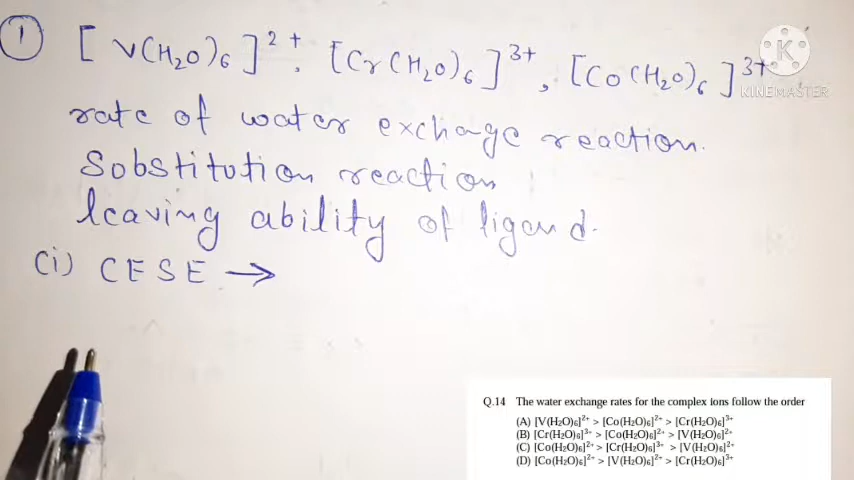 1 [V(H₂O)₆]²⁺, [Cr(H₂O)₆]³⁺, [Co(H₂O)₆]³⁺
K
KINEMASTER
rate of water exchange reaction.
Sobstitution reaction
leaving ability of ligand.
(i) CFSE →
Q.14 The water exchange rates for the complex ions follow the order
(A) [V(H₂O)₆]²⁺ > [Co(H₂O)₆]²⁺ > [Cr(H₂O)₆]³⁺
(B) [Cr(H₂O)₆]³⁺ > [Co(H₂O)₆]²⁺ > [V(H₂O)₆]²⁺
(C) [Co(H₂O)₆]²⁺ > [Cr(H₂O)₆]³⁺ > [V(H₂O)₆]²⁺
(D) [Co(H₂O)₆]²⁺ > [V(H₂O)₆]²⁺ > [Cr(H₂O)₆]³⁺